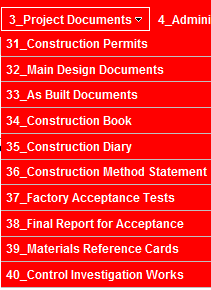 3_Project Documents 4_Admini
31_Construction Permits
32_Main Design Documents
33_As Built Documents
34_Construction Book
35_Construction Diary
36_Construction Method Statement
37_Factory Acceptance Tests
38_Final Report for Acceptance
39_Materials Reference Cards
40_Control Investigation Works